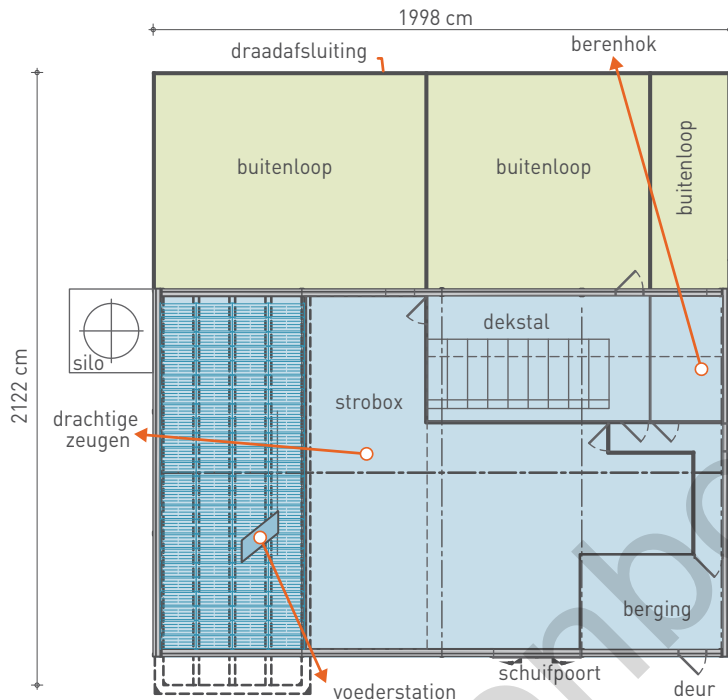 1998 cm
draadafsluiting
berenhok
buitenloop
buitenloop
buitenloop
2122 cm
silo
dekstal
strobox
drachtige
zeugen
berging
schuifpoort
deur
voederstation